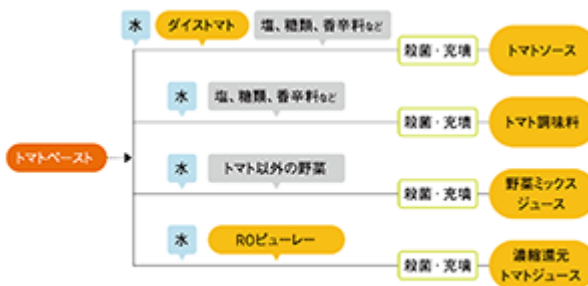 水 ダイストマト 塩、糖類、香辛料など
殺菌・充填 トマトソース
水 塩、糖類、香辛料など
殺菌・充填 トマト調味料
トマトペースト
水 トマト以外の野菜
殺菌・充填 野菜ミックス
ジュース
水 ROピューレー
殺菌・充填 濃縮還元
トマトジュース